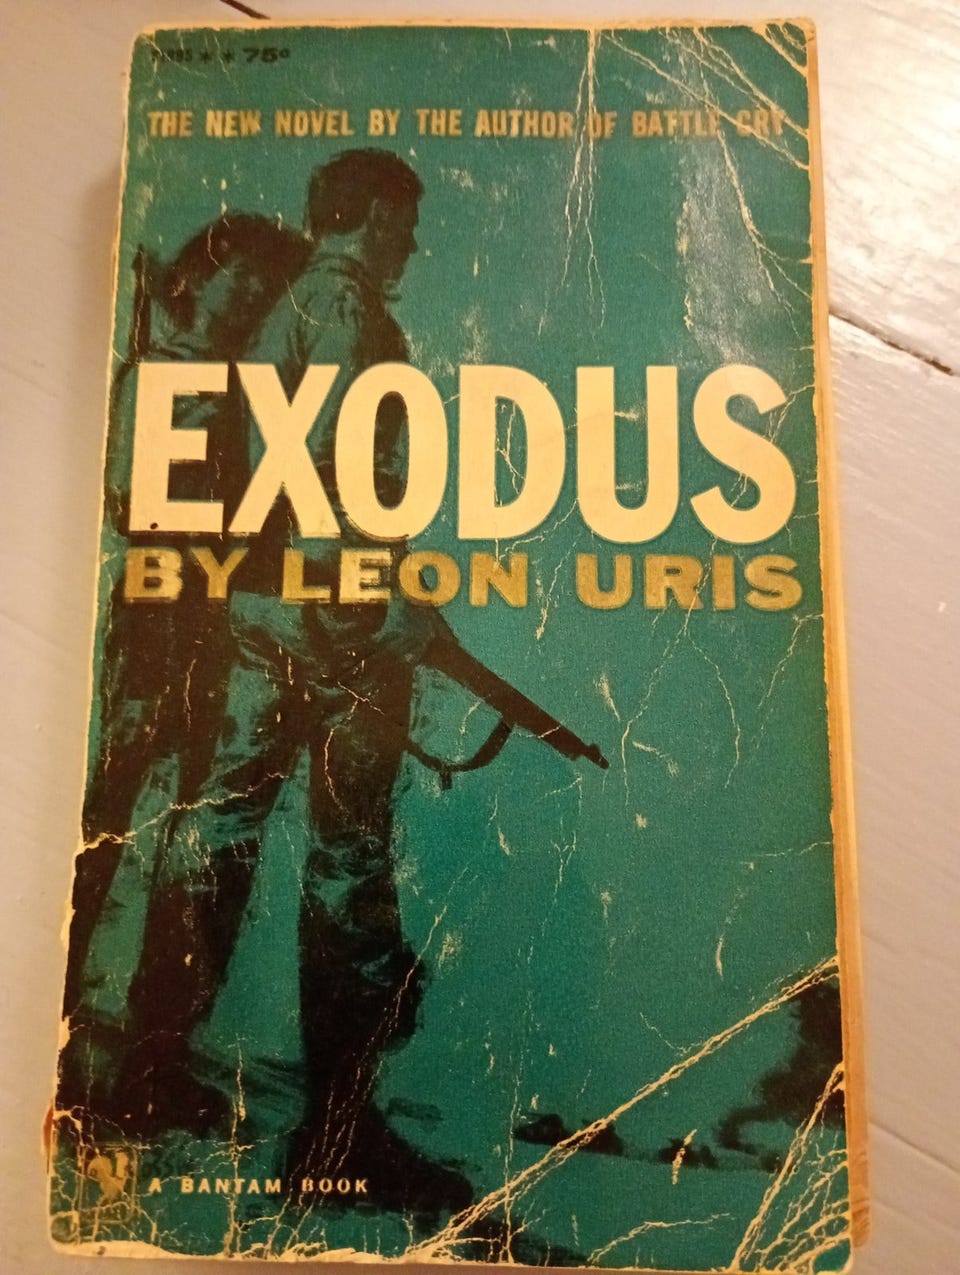 * * 75¢
THE NEW NOVEL BY THE AUTHOR OF BATTLE CRY
EXODUS
BY LEON URIS
A BANTAM BOOK